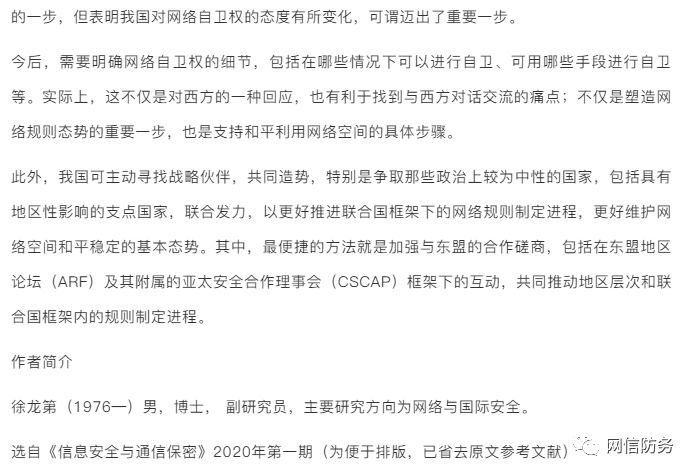 的一步，但表明我国对网络自卫权的态度有所变化，可谓迈出了重要一步。
今后，需要明确网络自卫权的细节，包括在哪些情况下可以进行自卫、可用哪些手段进行自卫
等。实际上，这不仅是对西方的一种回应，也有利于找到与西方对话交流的痛点；不仅是塑造网
络规则态势的重要一步，也是支持和平利用网络空间的具体步骤。
此外，我国可主动寻找战略伙伴，共同造势，特别是争取那些政治上较为中性的国家，包括具有
地区性影响的支点国家，联合发力，以更好推进联合国框架下的网络规则制定进程，更好维护网
络空间和平稳定的基本态势。其中，最便捷的方法就是加强与东盟的合作磋商，包括在东盟地区
论坛（ARF）及其附属的亚太安全合作理事会（CSCAP）框架下的互动，共同推动地区层次和联
合国框架内的规则制定进程。
作者简介
徐龙第（1976—）男，博士， 副研究员，主要研究方向为网络与国际安全。
选自《信息安全与通信保密》2020年第一期（为便于排版，已省去原文参考文献）
网信防务